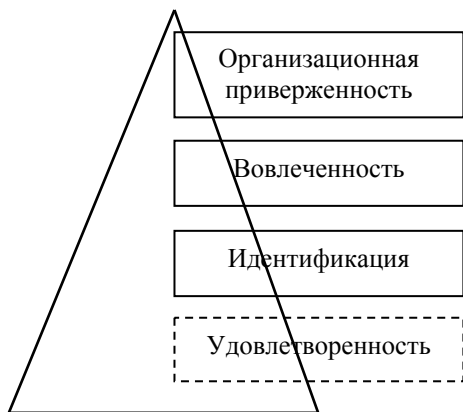 Организационная
приверженность
Вовлеченность
Идентификация
Удовлетворенность